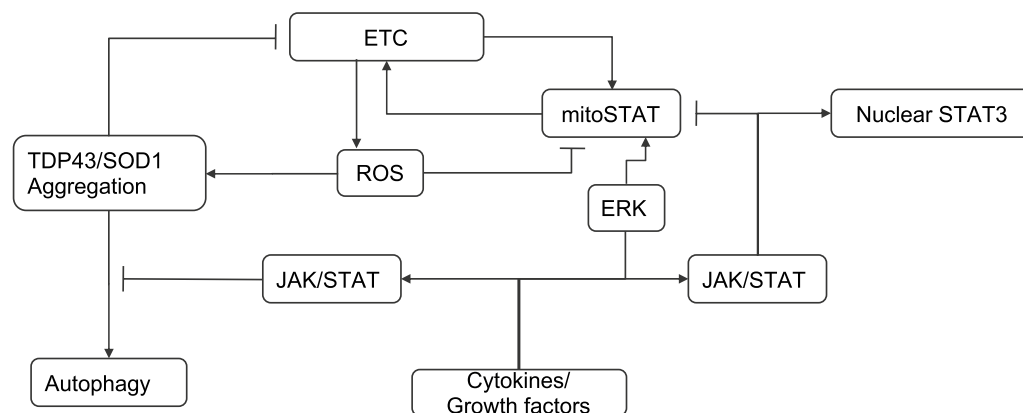 ETC
mitoSTAT
Nuclear STAT3
TDP43/SOD1
Aggregation
ROS
ERK
JAK/STAT
JAK/STAT
Autophagy
Cytokines/
Growth factors